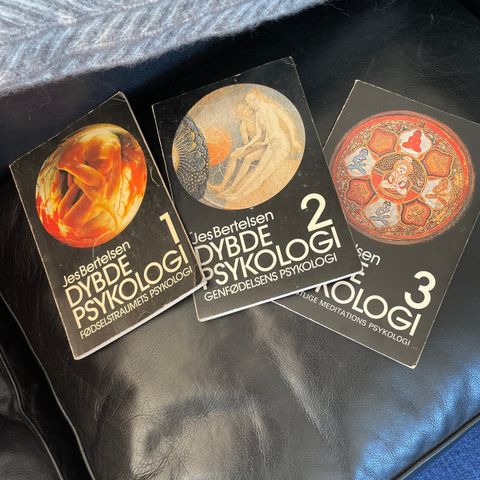 1
Jes Bertelsen
DYBDE
PSYKOLOGI
FØDSELSTRAUMETS PSYKOLOGI
2
Jes Bertelsen
DYBDE
PSYKOLOGI
GENFØDELSENS PSYKOLOGI
3
MEDITATIONS PSYKOLOGI